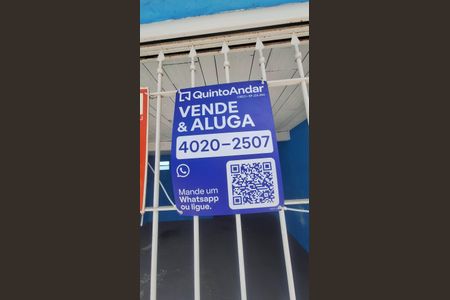 QuintoAndar
VENDE
& ALUGA
4020-2507
Mande um
Whatsapp
ou ligue.